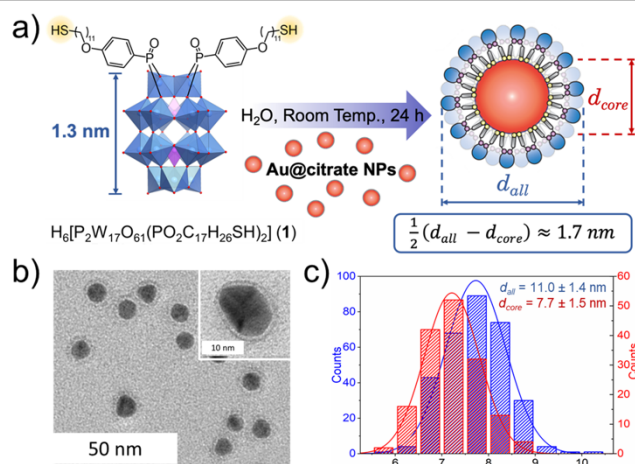 a)
HS
( )11
O
P
O
O
P
O
( )11
SH
1.3 nm
H2O, Room Temp., 24 h
Au@citrate NPs
dcore
dall
H6[P2W17O61(PO2C17H26SH)2] (1)
½(dall − dcore) ≈ 1.7 nm
b)
10 nm
50 nm
c)
dall = 11.0 ± 1.4 nm
dcore = 7.7 ± 1.5 nm
Counts
100
80
60
40
20
0
60
50
40
30
20
10
0
Counts
6
7
8
9
10